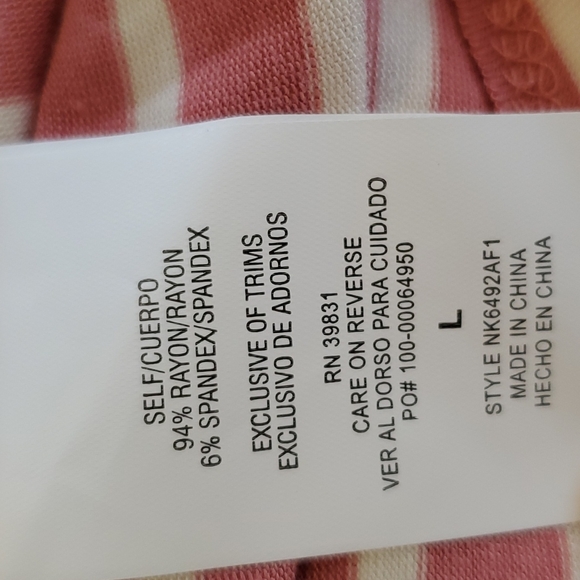 SELF/CUERPO
94% RAYON/RAYON
6% SPANDEX/SPANDEX
EXCLUSIVE OF TRIMS
EXCLUSIVO DE ADORNOS
RN 39831
CARE ON REVERSE
VER AL DORSO PARA CUIDADO
PO# 100-00064950
L
STYLE NK6492AF1
MADE IN CHINA
HECHO EN CHINA